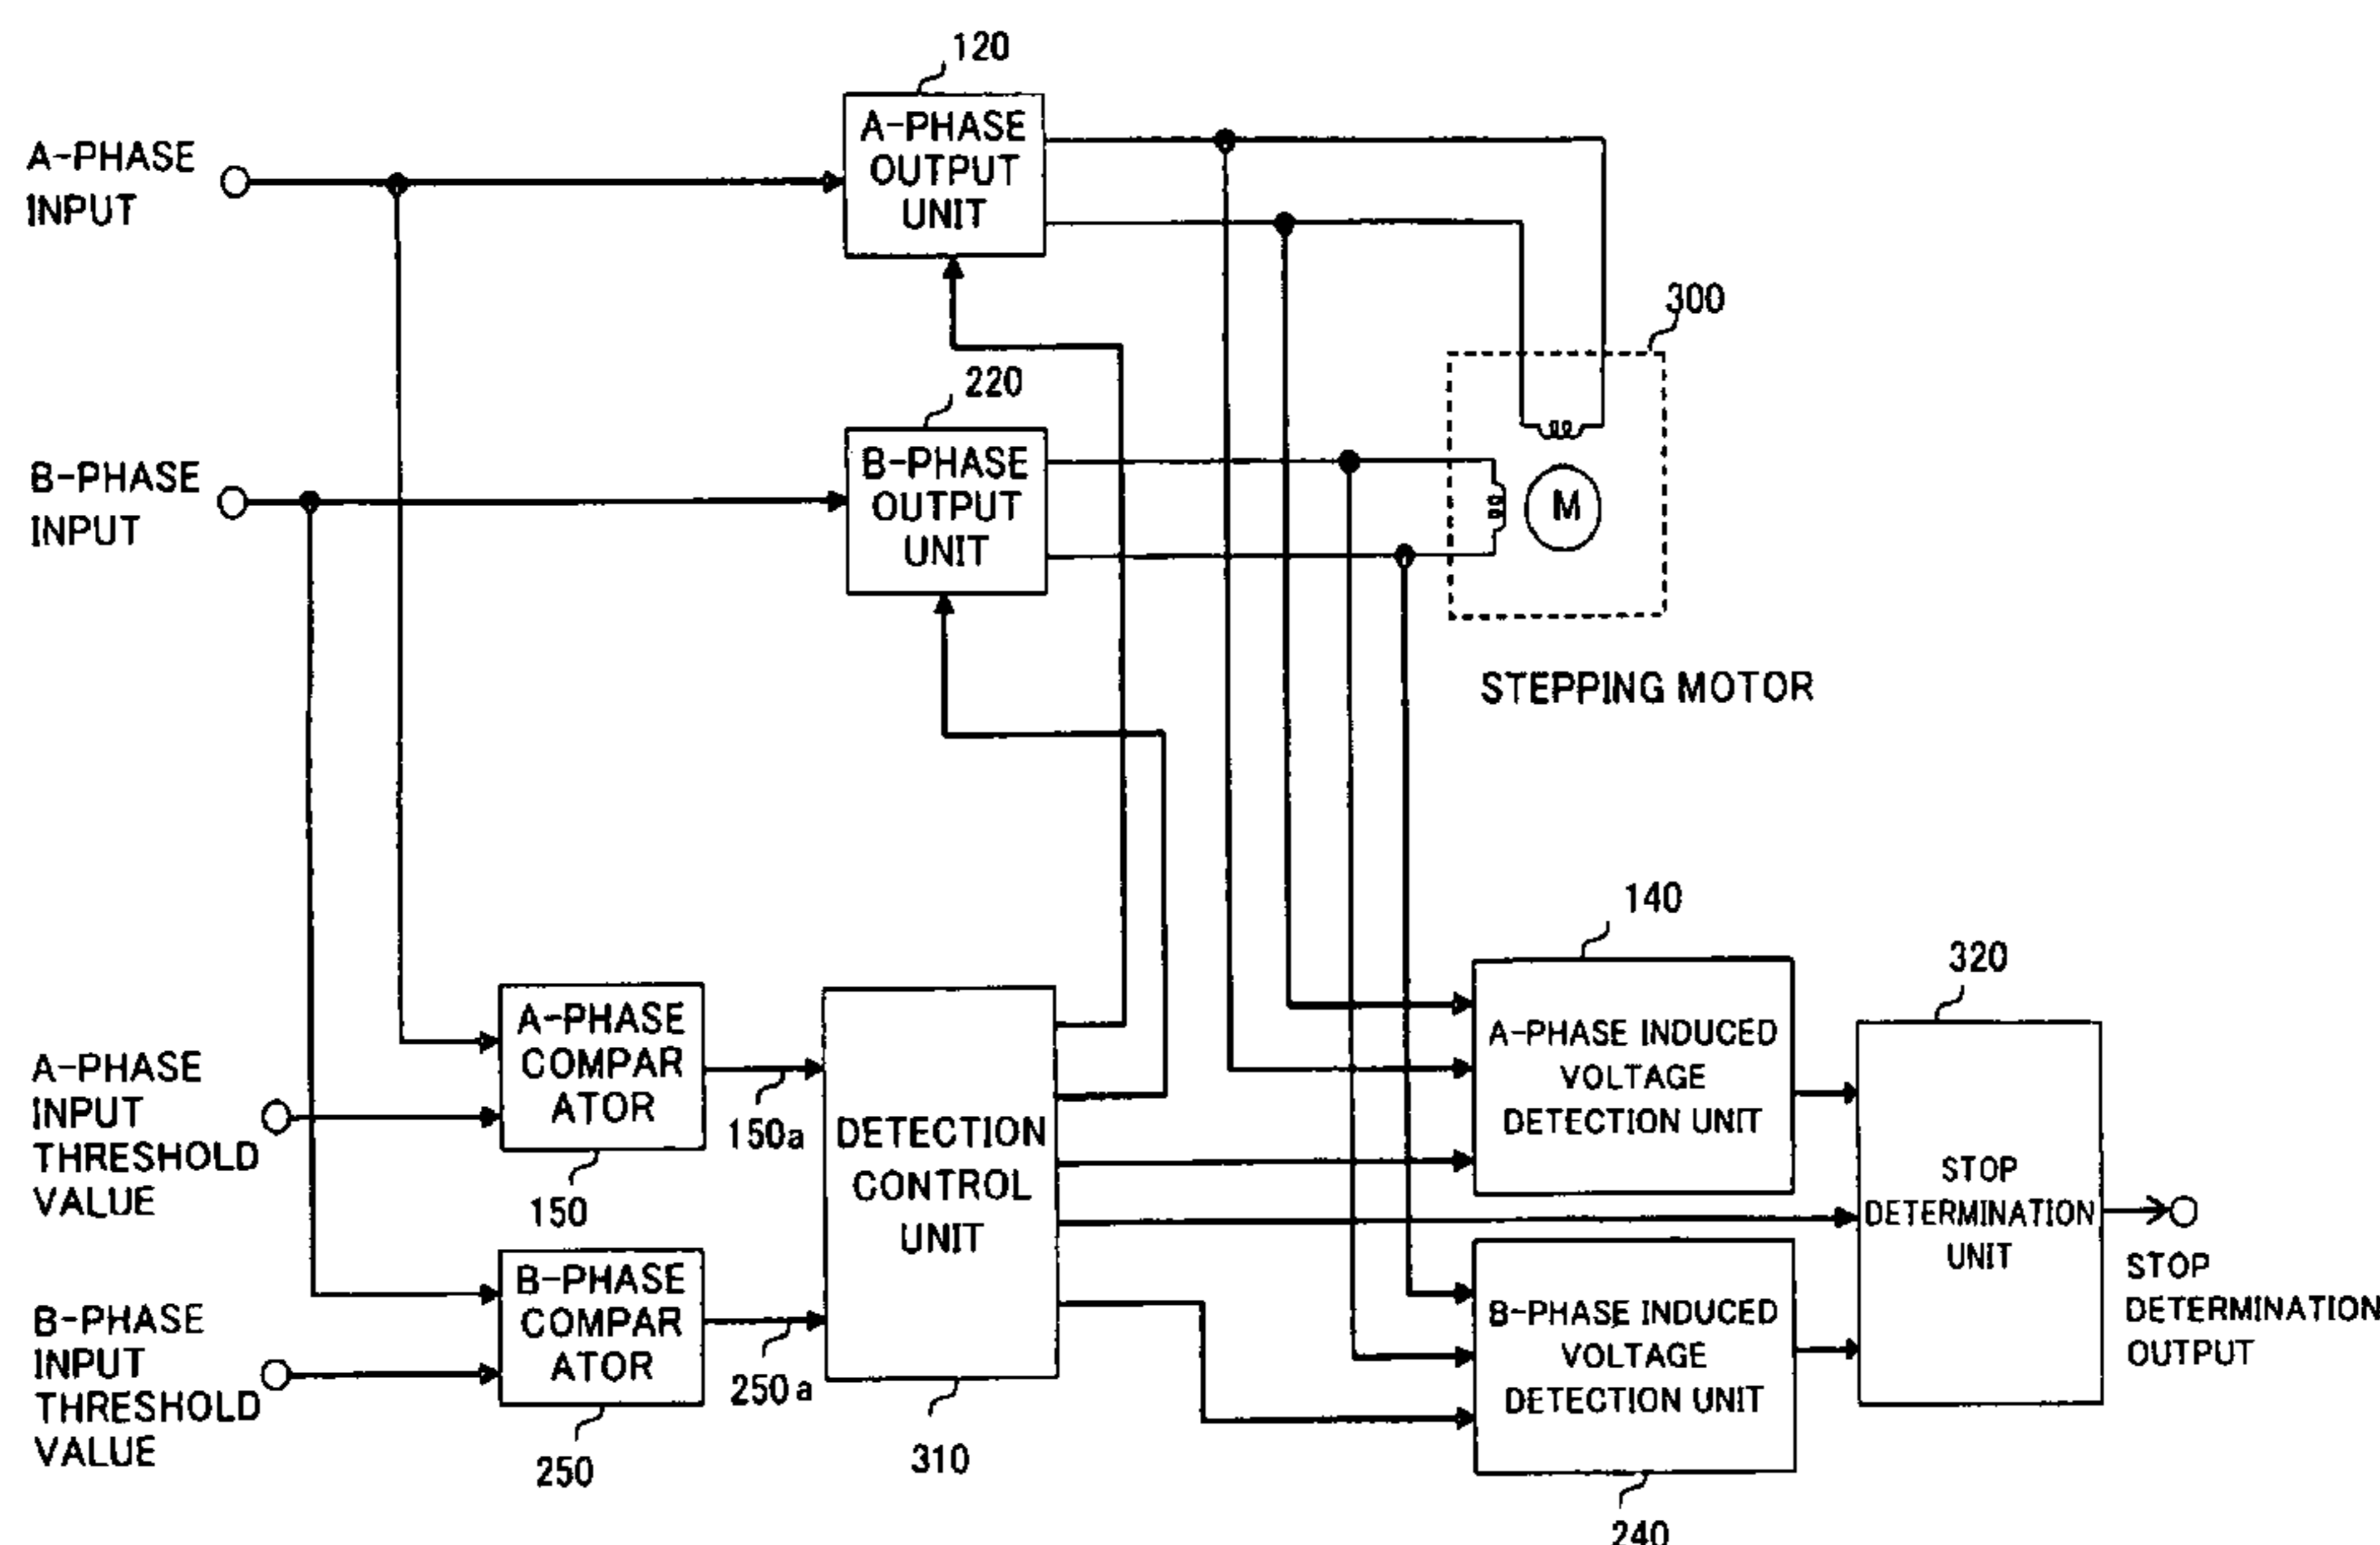 120
A-PHASE
OUTPUT
UNIT
A-PHASE
INPUT
300
220
B-PHASE
OUTPUT
UNIT
B-PHASE
INPUT
M
STEPPING MOTOR
140
320
A-PHASE INDUCED
VOLTAGE
DETECTION UNIT
A-PHASE
COMPAR
ATOR
A-PHASE
INPUT
THRESHOLD
VALUE
150a
150
DETECTION
CONTROL
UNIT
STOP
DETERMINATION
UNIT
STOP
DETERMINATION
OUTPUT
B-PHASE
COMPAR
ATOR
B-PHASE
INPUT
THRESHOLD
VALUE
250a
250
310
B-PHASE INDUCED
VOLTAGE
DETECTION UNIT
240